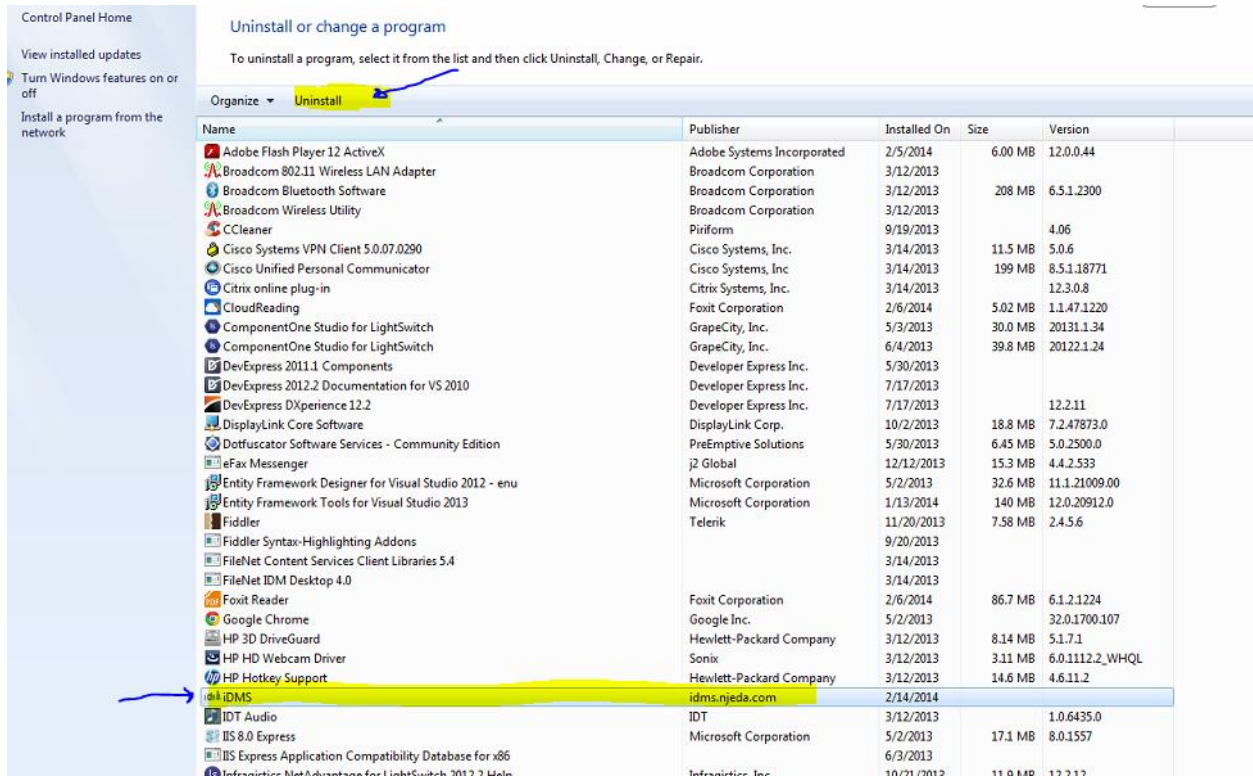 Control Panel Home
View installed updates
Turn Windows features on or
off
Install a program from the
network
Uninstall or change a program
To uninstall a program, select it from the list and then click Uninstall, Change, or Repair.
Organize Uninstall
Name Publisher Installed On Size Version
Adobe Flash Player 12 ActiveX Adobe Systems Incorporated 2/5/2014 6.00 MB 12.0.0.44
Broadcom 802.11 Wireless LAN Adapter Broadcom Corporation 3/12/2013
Broadcom Bluetooth Software Broadcom Corporation 3/12/2013 208 MB 6.5.1.2300
Broadcom Wireless Utility Broadcom Corporation 3/12/2013
CCleaner Piriform 9/19/2013 4.06
Cisco Systems VPN Client 5.0.07.0290 Cisco Systems, Inc. 3/14/2013 11.5 MB 5.0.6
Cisco Unified Personal Communicator Cisco Systems, Inc 3/14/2013 199 MB 8.5.1.18771
Citrix online plug-in Citrix Systems, Inc. 3/14/2013 12.3.0.8
CloudReading Foxit Corporation 2/6/2014 5.02 MB 1.1.47.1220
ComponentOne Studio for LightSwitch GrapeCity, Inc. 5/3/2013 30.0 MB 20131.1.34
ComponentOne Studio for LightSwitch GrapeCity, Inc. 6/4/2013 39.8 MB 20122.1.24
DevExpress 2011.1 Components Developer Express Inc. 5/30/2013
DevExpress 2012.2 Documentation for VS 2010 Developer Express Inc. 7/17/2013
DevExpress DXperience 12.2 Developer Express Inc. 7/17/2013 12.2.11
DisplayLink Core Software DisplayLink Corp. 10/2/2013 18.8 MB 7.2.47873.0
Dotfuscator Software Services - Community Edition PreEmptive Solutions 5/30/2013 6.45 MB 5.0.2500.0
eFax Messenger j2 Global 12/12/2013 15.3 MB 4.4.2.533
Entity Framework Designer for Visual Studio 2012 - enu Microsoft Corporation 5/2/2013 32.6 MB 11.1.21009.00
Entity Framework Tools for Visual Studio 2013 Microsoft Corporation 1/13/2014 140 MB 12.0.20912.0
Fiddler Telerik 11/20/2013 7.58 MB 2.4.5.6
Fiddler Syntax-Highlighting Addons 9/20/2013
FileNet Content Services Client Libraries 5.4 3/14/2013
FileNet IDM Desktop 4.0 3/14/2013
Foxit Reader Foxit Corporation 2/6/2014 86.7 MB 6.1.2.1224
Google Chrome Google Inc. 5/2/2013 32.0.1700.107
HP 3D DriveGuard Hewlett-Packard Company 3/12/2013 8.14 MB 5.1.7.1
HP HD Webcam Driver Sonix 3/12/2013 3.11 MB 6.0.1112.2_WHQL
HP Hotkey Support Hewlett-Packard Company 3/12/2013 14.6 MB 4.6.11.2
iDMS idms.njeda.com 2/14/2014
IDT Audio IDT 3/12/2013 1.0.6435.0
IIS 8.0 Express Microsoft Corporation 5/2/2013 17.1 MB 8.0.1557
IIS Express Application Compatibility Database for x86 6/3/2013
Infragistics NetAdvantage for LightSwitch 2012.2 Help Infragistics, Inc. 10/21/2013 11.9 MB 12.2.12